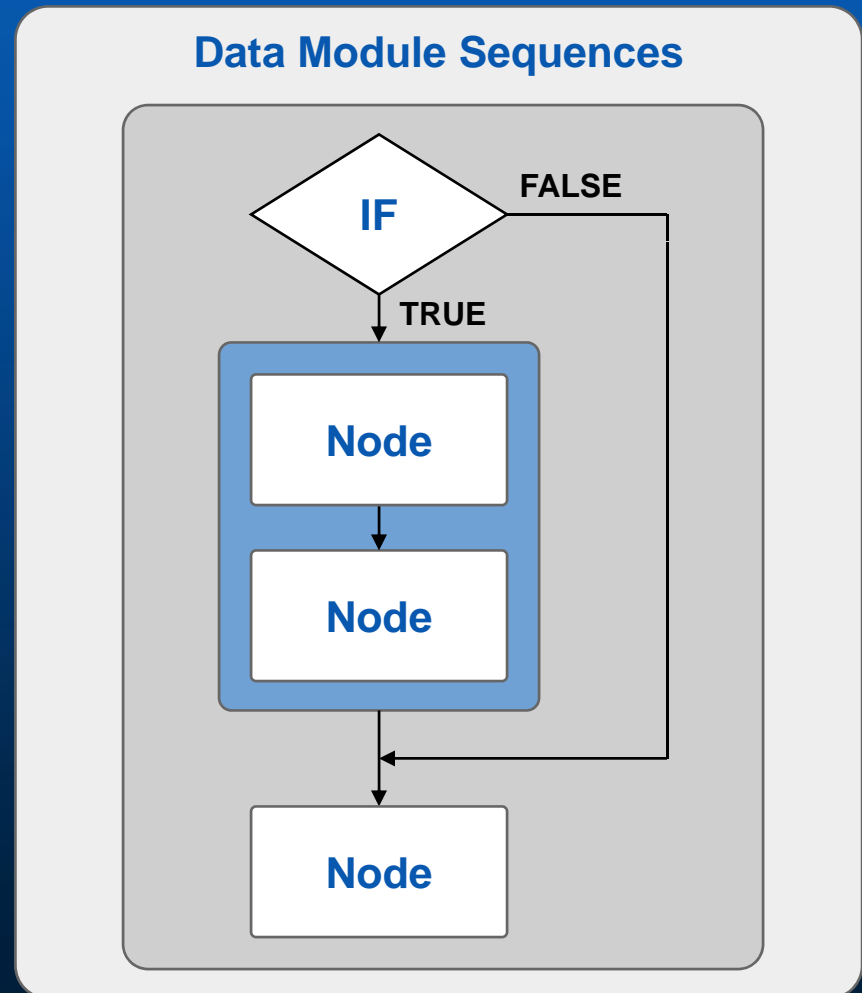 Data Module Sequences
IF
FALSE
TRUE
Node
Node
Node